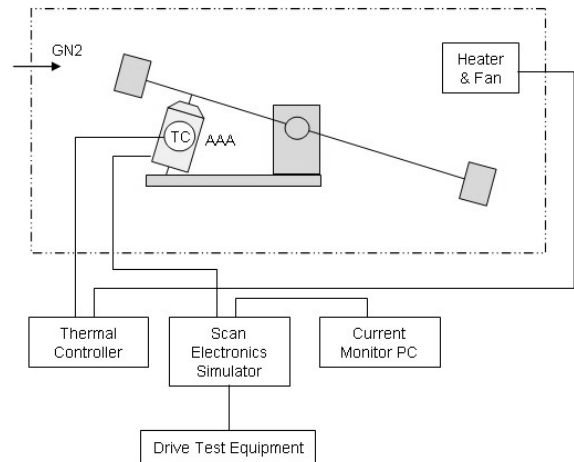 GN2
Heater
& Fan
TC
AAA
Thermal
Controller
Scan
Electronics
Simulator
Current
Monitor PC
Drive Test Equipment